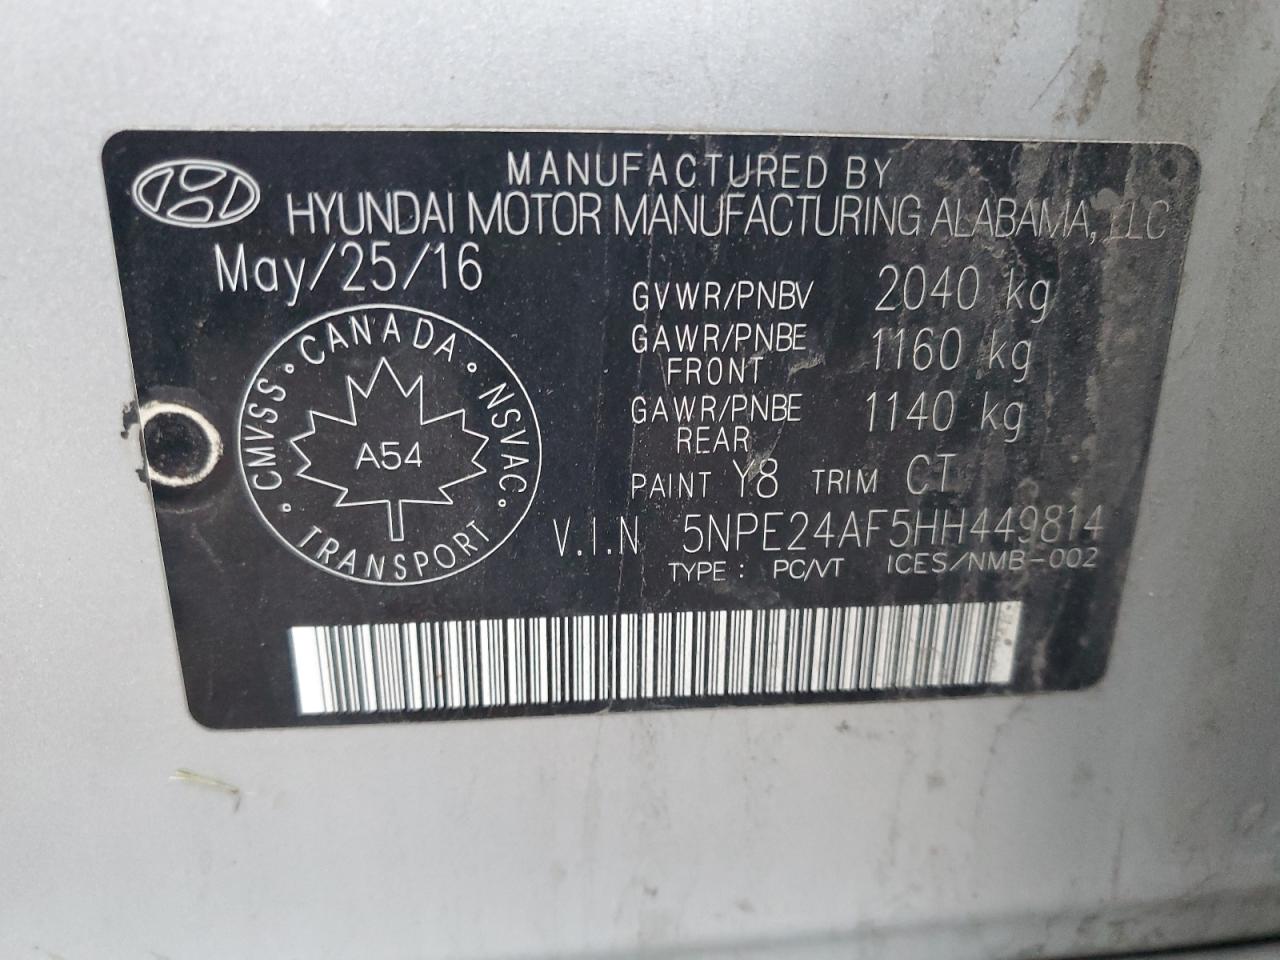 MANUFACTURED BY
HYUNDAI MOTOR MANUFACTURING ALABAMA, LLC
May/25/16
GVWR/PNBV 2040 kg
GAWR/PNBE FRONT 1160 kg
GAWR/PNBE REAR 1140 kg
PAINT Y8 TRIM CT
CMVSS • CANADA • NSVAC • TRANSPORT •
A54
V.I.N 5NPE24AF5HH449814
TYPE : PC/VT ICES/NMB-002